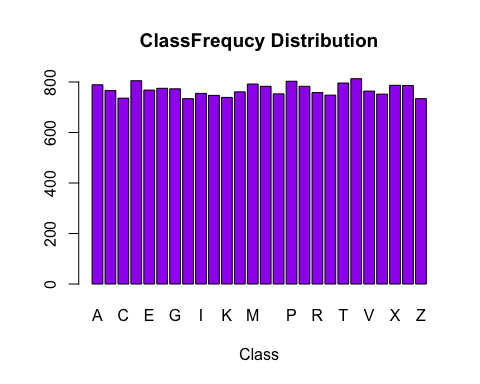 ClassFrequcy Distribution
800
600
400
200
0
A C E G I K M P R T V X Z
Class